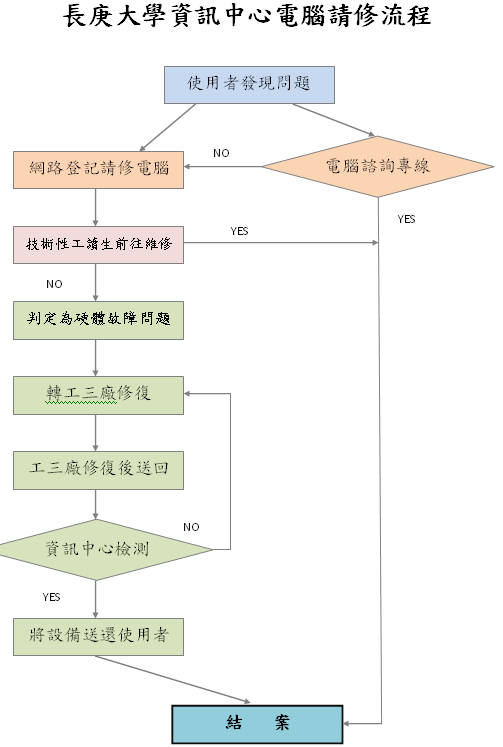 長庚大學資訊中心電腦請修流程
使用者發現問題
NO
網路登記請修電腦
電腦諮詢專線
YES
YES
技術性工讀生前往維修
NO
判定為硬體故障問題
轉工三廠修復
工三廠修復後送回
NO
資訊中心檢測
YES
將設備送還使用者
結 案